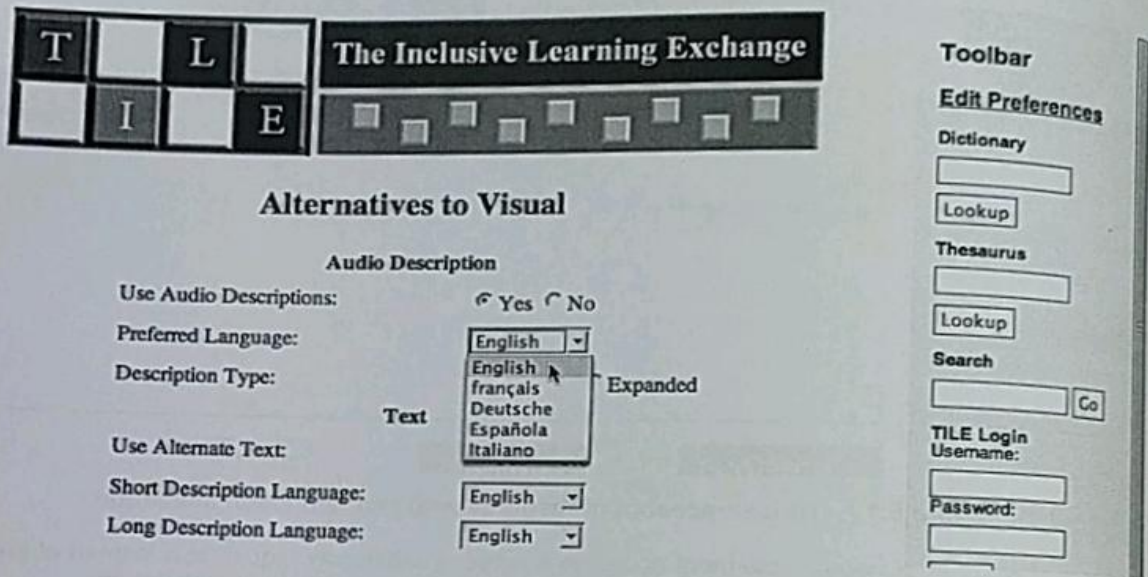 T L
I E
The Inclusive Learning Exchange
Alternatives to Visual
Audio Description
Use Audio Descriptions: Yes No
Preferred Language: English
English
français
Deutsche
Española
Italiano
Description Type: Expanded
Text
Use Alternate Text:
Short Description Language: English
Long Description Language: English
Toolbar
Edit Preferences
Dictionary
Lookup
Thesaurus
Lookup
Search
Go
TILE Login
Username:
Password: